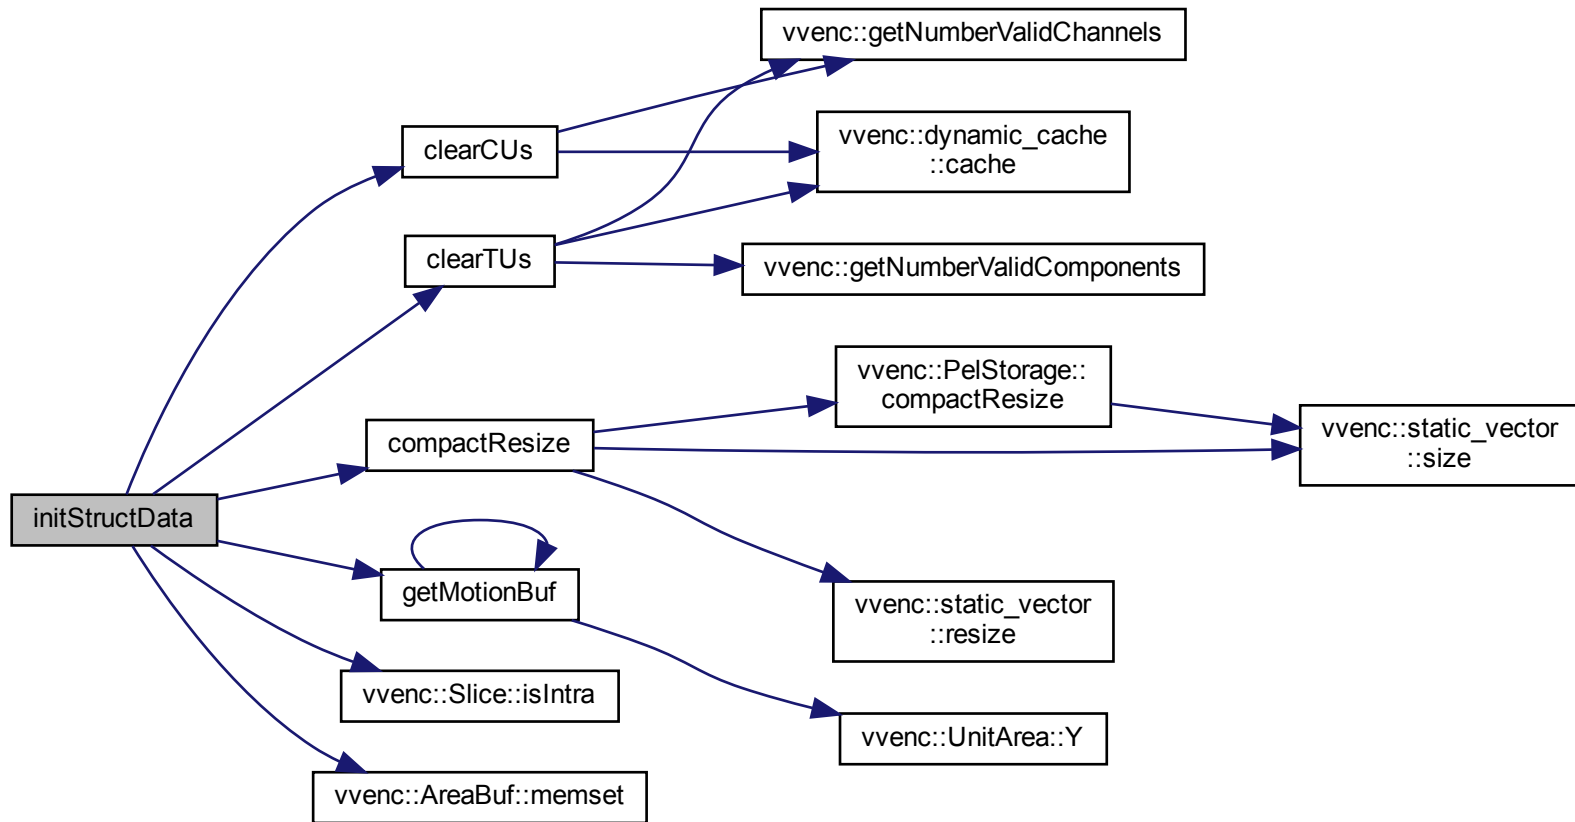 vvenc::getNumberValidChannels
clearCUs
vvenc::dynamic_cache
::cache
clearTUs
vvenc::getNumberValidComponents
vvenc::PelStorage::
compactResize
compactResize
vvenc::static_vector
::size
initStructData
getMotionBuf
vvenc::static_vector
::resize
vvenc::Slice::isIntra
vvenc::UnitArea::Y
vvenc::AreaBuf::memset